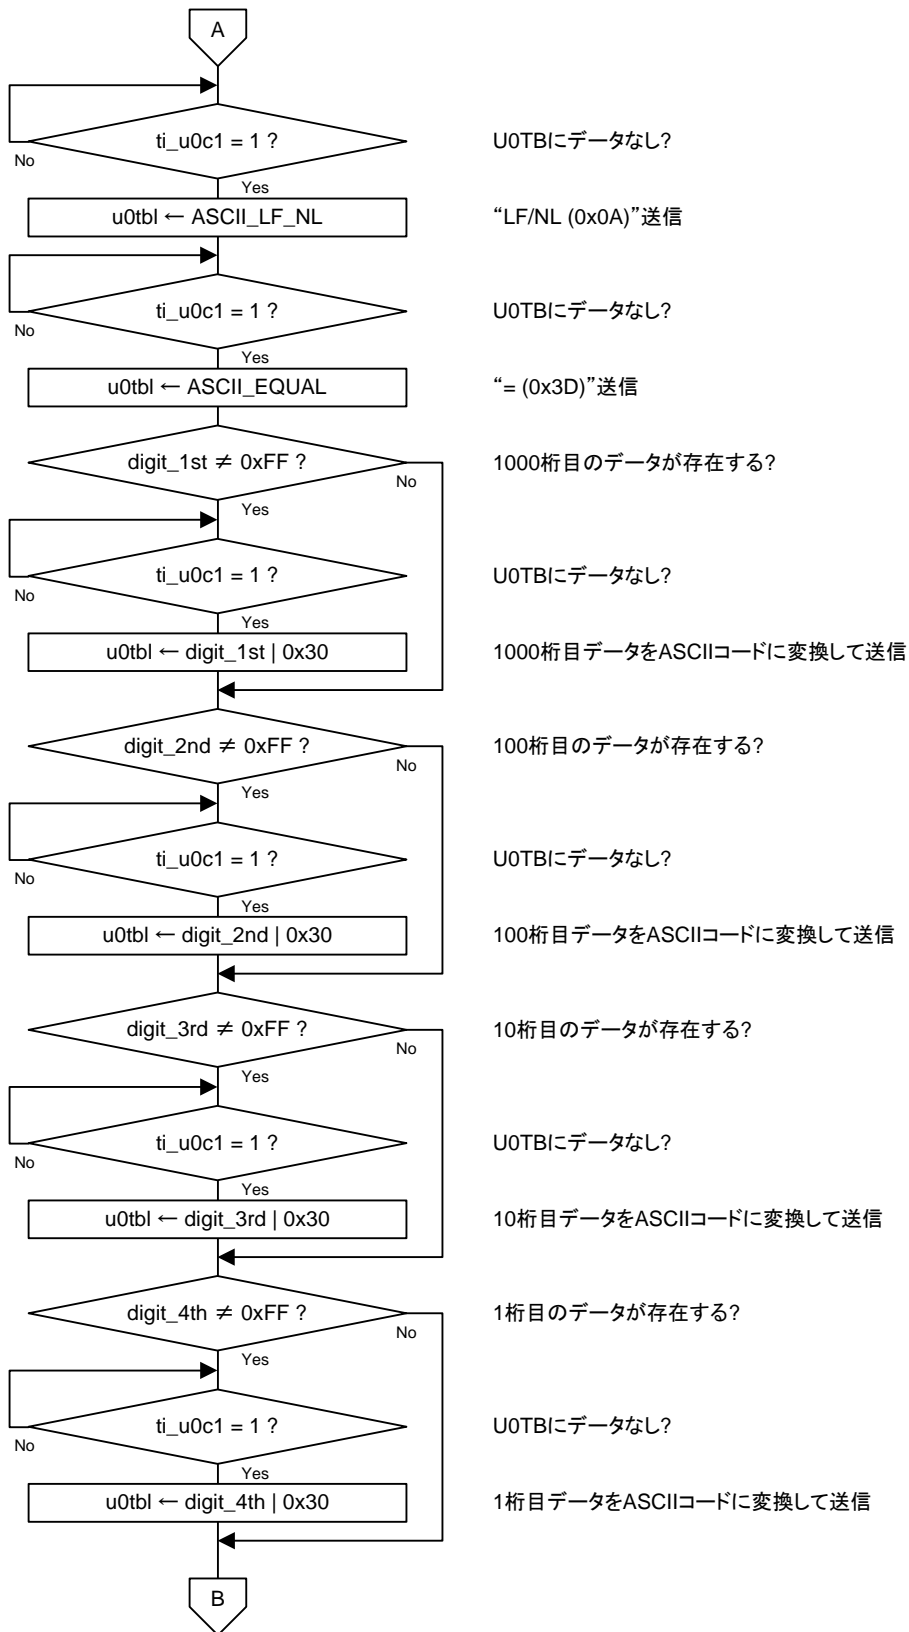 A
ti_u0c1 = 1 ? U0TBにデータなし?
No
Yes
u0tbl ← ASCII_LF_NL “LF/NL (0x0A)”送信
ti_u0c1 = 1 ? U0TBにデータなし?
No
Yes
u0tbl ← ASCII_EQUAL “= (0x3D)”送信
digit_1st ≠ 0xFF ? 1000桁目のデータが存在する?
No
Yes
ti_u0c1 = 1 ? U0TBにデータなし?
No
Yes
u0tbl ← digit_1st | 0x30 1000桁目データをASCIIコードに変換して送信
digit_2nd ≠ 0xFF ? 100桁目のデータが存在する?
No
Yes
ti_u0c1 = 1 ? U0TBにデータなし?
No
Yes
u0tbl ← digit_2nd | 0x30 100桁目データをASCIIコードに変換して送信
digit_3rd ≠ 0xFF ? 10桁目のデータが存在する?
No
Yes
ti_u0c1 = 1 ? U0TBにデータなし?
No
Yes
u0tbl ← digit_3rd | 0x30 10桁目データをASCIIコードに変換して送信
digit_4th ≠ 0xFF ? 1桁目のデータが存在する?
No
Yes
ti_u0c1 = 1 ? U0TBにデータなし?
No
Yes
u0tbl ← digit_4th | 0x30 1桁目データをASCIIコードに変換して送信
B